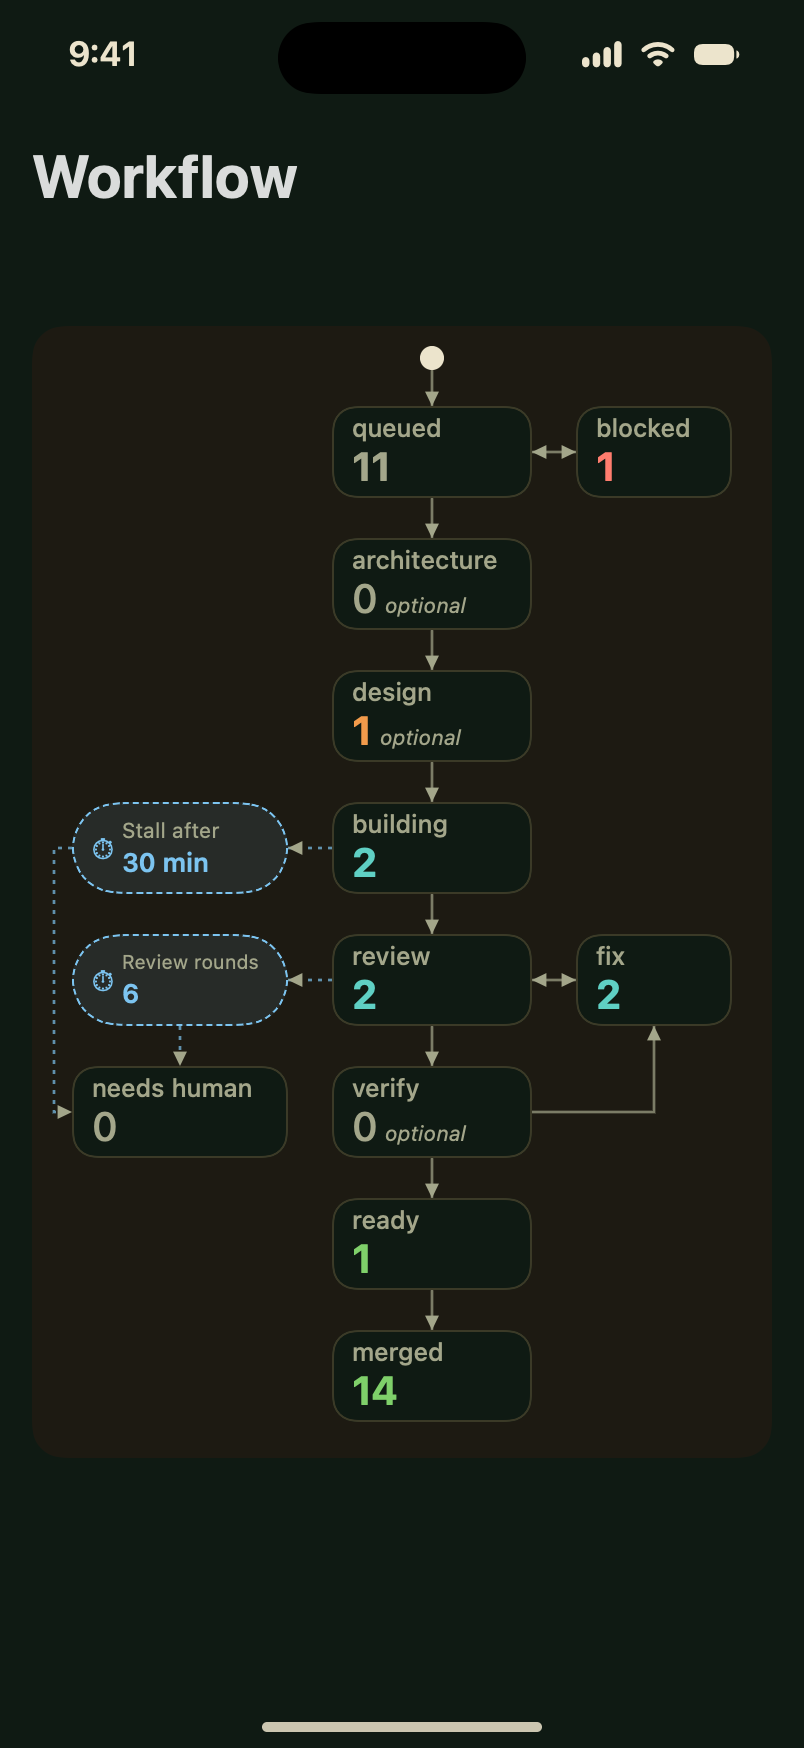 9:41
Workflow
queued
11
blocked
1
architecture
0 optional
design
1 optional
Stall after
30 min
building
2
Review rounds
6
review
2
fix
2
needs human
0
verify
0 optional
ready
1
merged
14